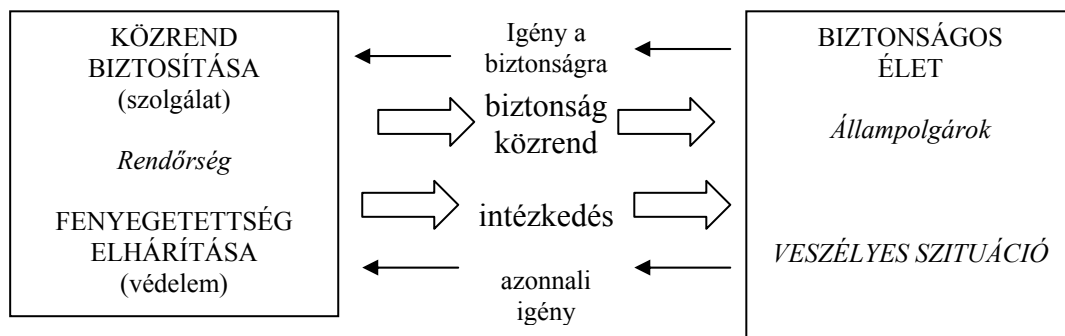 KÖZREND
BIZTOSÍTÁSA
(szolgálat)
Rendőrség
FENYEGETETTSÉG
ELHÁRÍTÁSA
(védelem)
Igény a
biztonságra
biztonság
közrend
intézkedés
azonnali
igény
BIZTONSÁGOS
ÉLET
Állampolgárok
VESZÉLYES SZITUÁCIÓ